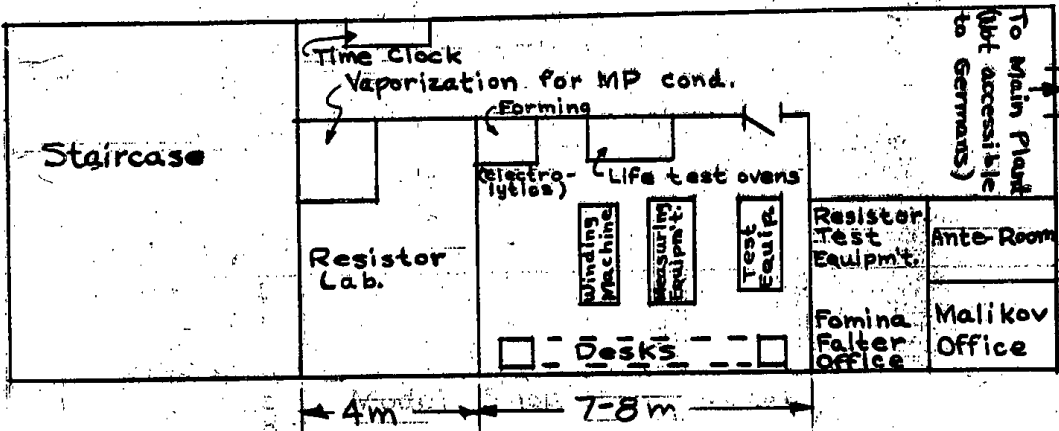 Time Clock
Vaporization for MP cond.
Forming
To Main Plant
(Not accessible
to Germans)
Staircase
(Electro-
lytics)
Life test ovens
Winding
Machine
Measuring
Equipm't.
Test
Equip.
Resistor
Test
Equipm't.
Ante-Room
Resistor
Lab.
Fomina
Falter
Office
Malikov
Office
Desks
4m
7-8 m